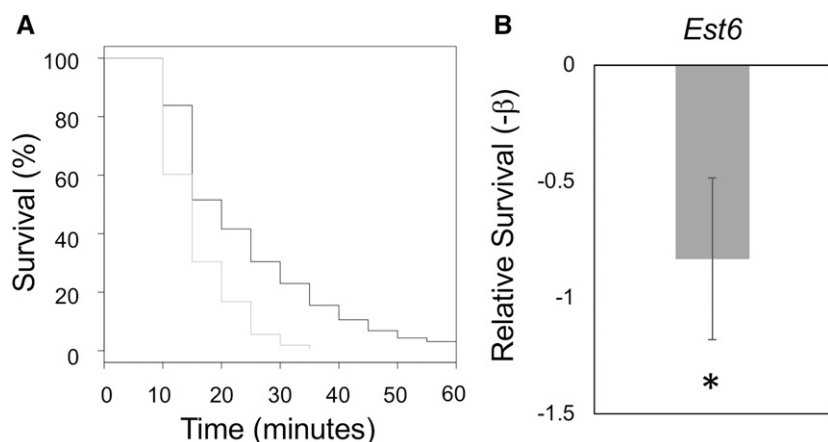 A
100
80
60
40
20
0
Survival (%)
0 10 20 30 40 50 60
Time (minutes)
B
Est6
0
-0.5
-1
-1.5
Relative Survival (-β)
*